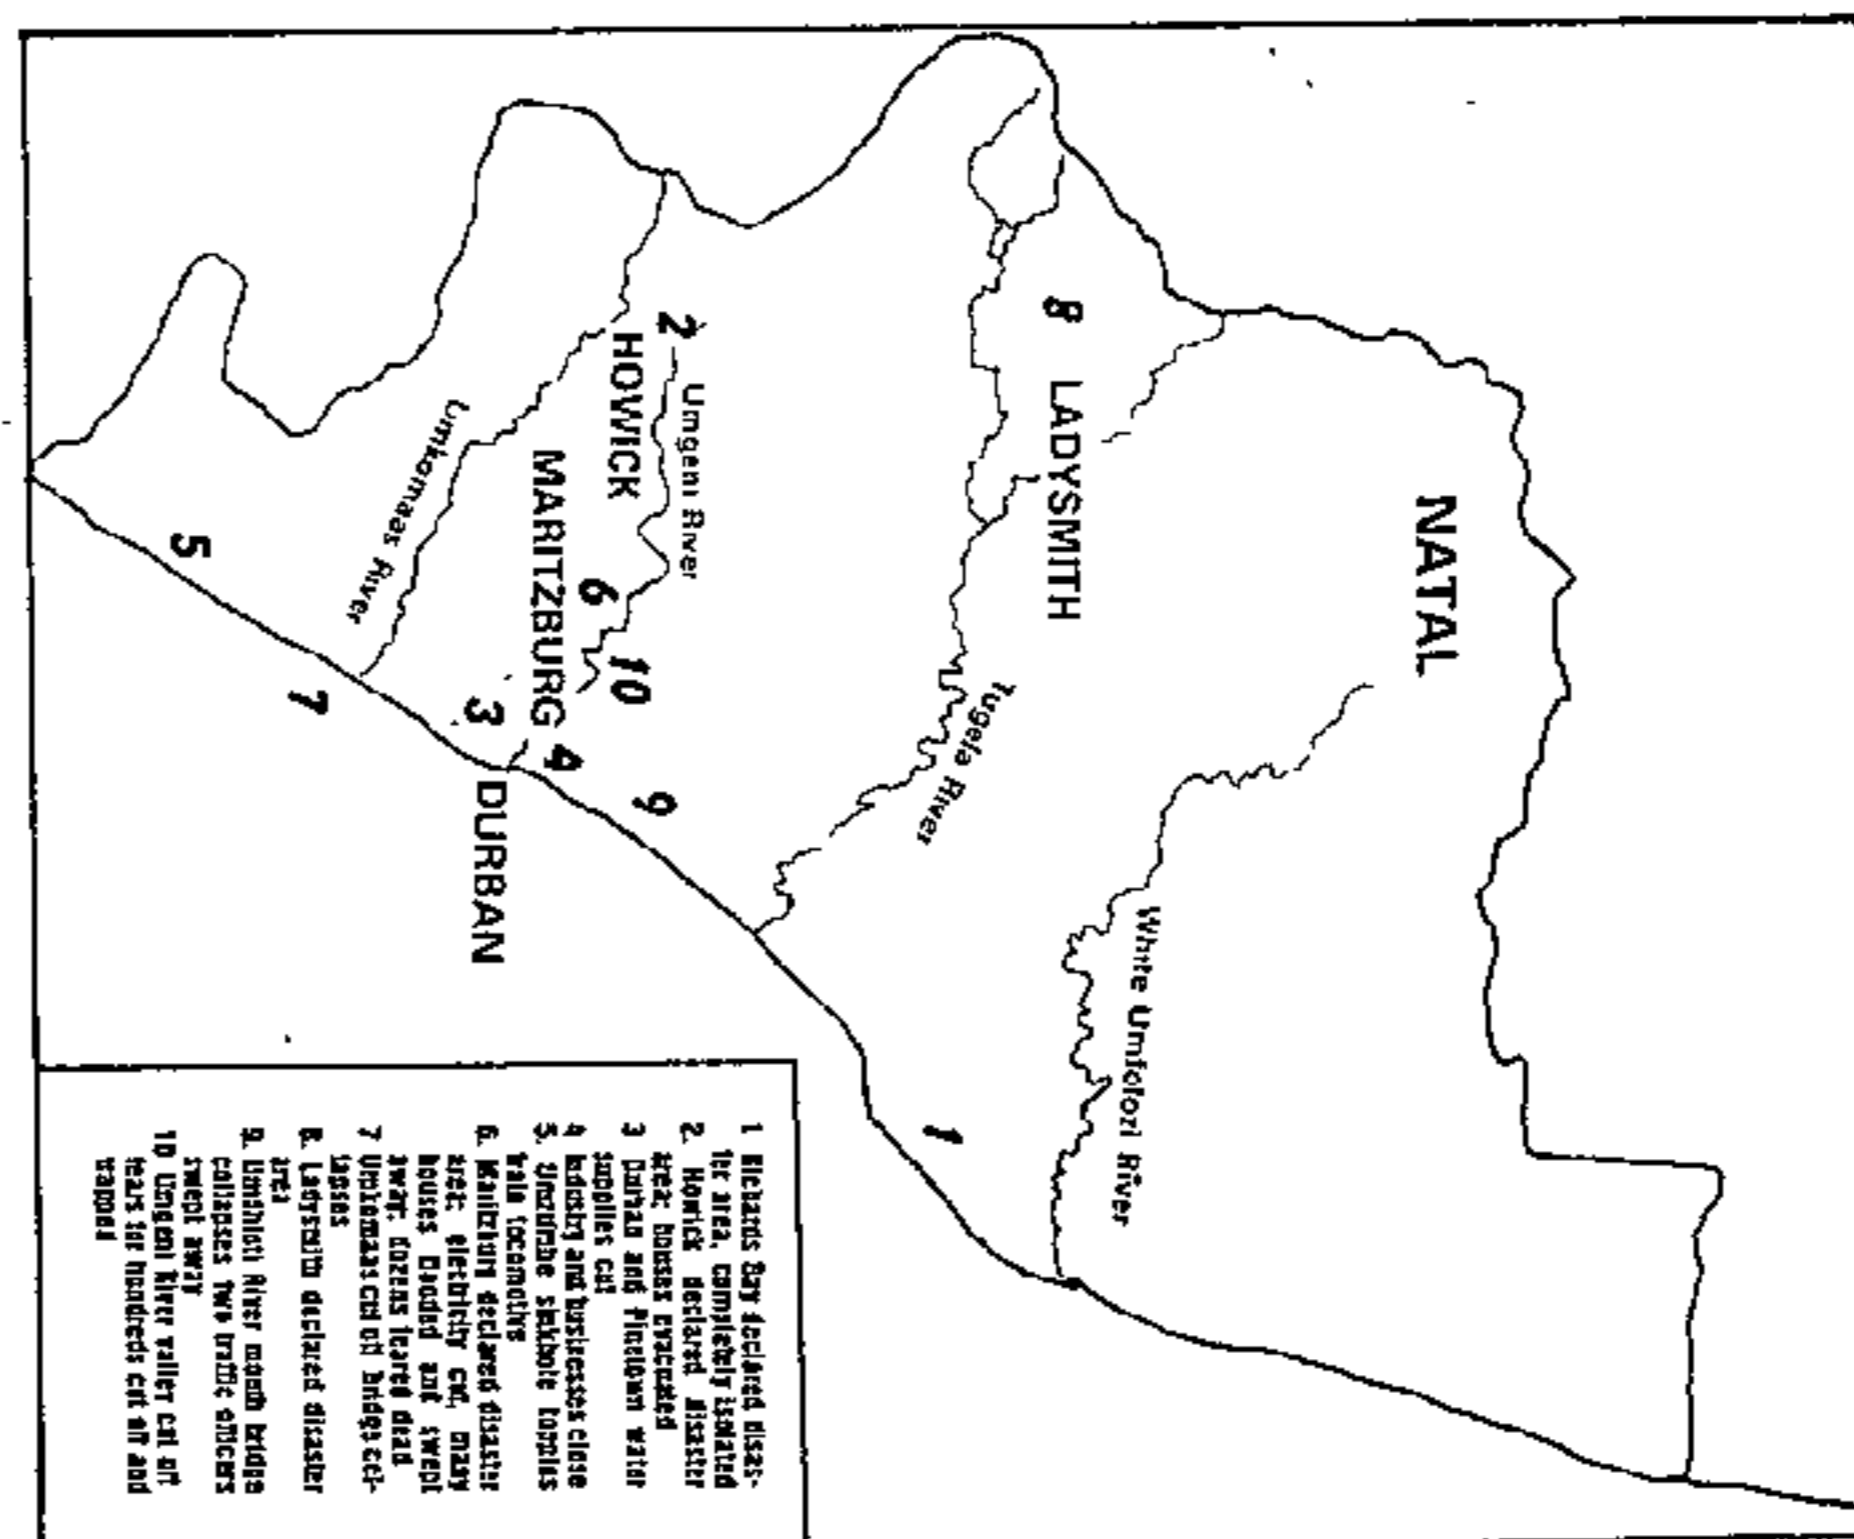 NATAL
8 LADYSMITH
2
HOWICK
Umgeni River
MARITZBURG
6
10
Umkomaas River
Tugela River
White Umfolozi River
5
7
3
4
9
DURBAN
1
1 Richards Bay declared disas-
ter area, completely isolated
2. Howick declared disaster
area; houses evacuated
3 Durban and Pinetown water
supplies cut
4 Industry and businesses close
5. Umzumbe sinkhole topples
train locomotive
6. Maritzburg declared disaster
area; electricity cut, many
houses flooded and swept
away; dozens feared dead
7 Umkomaas cut off bridge col-
lapses
8. Ladysmith declared disaster
area
9. Umdhloti River mouth bridge
collapses two traffic officers
swept away
10 Umgeni River valley cut off
fears for hundreds cut off and
trapped